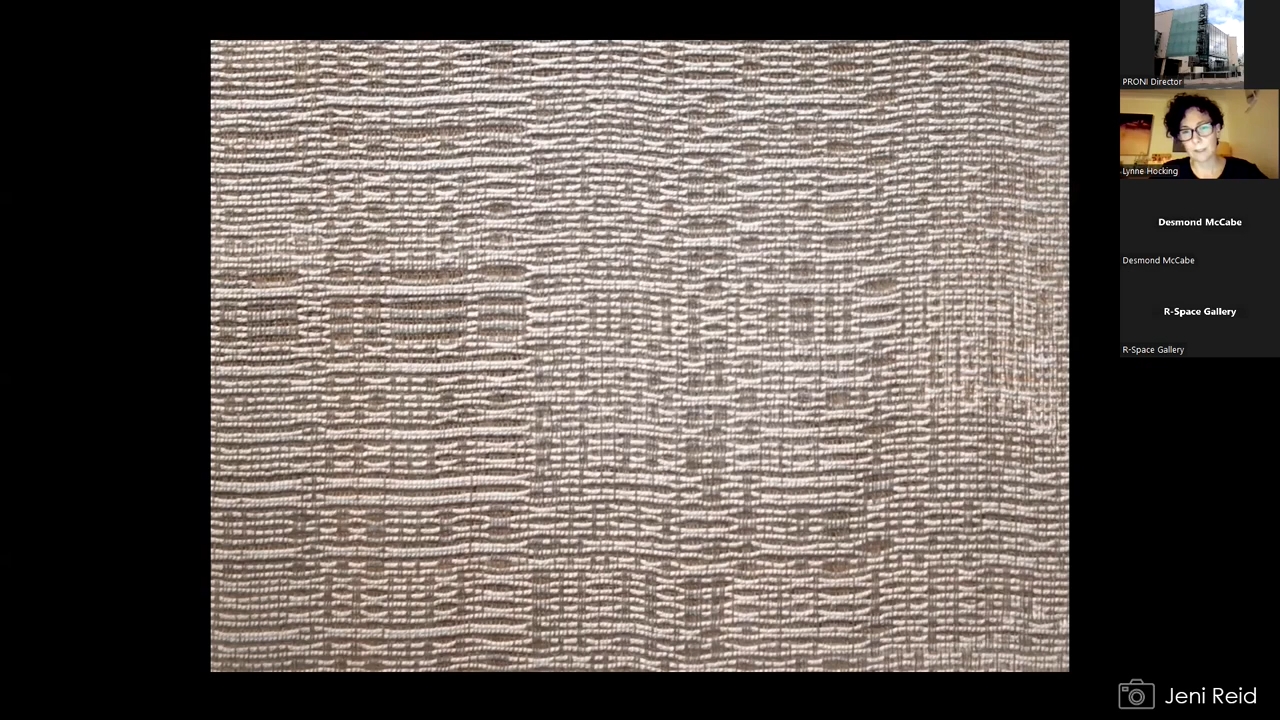 PRONI Director
Lynne Hocking
Desmond McCabe
Desmond McCabe
R-Space Gallery
R-Space Gallery
Jeni Reid